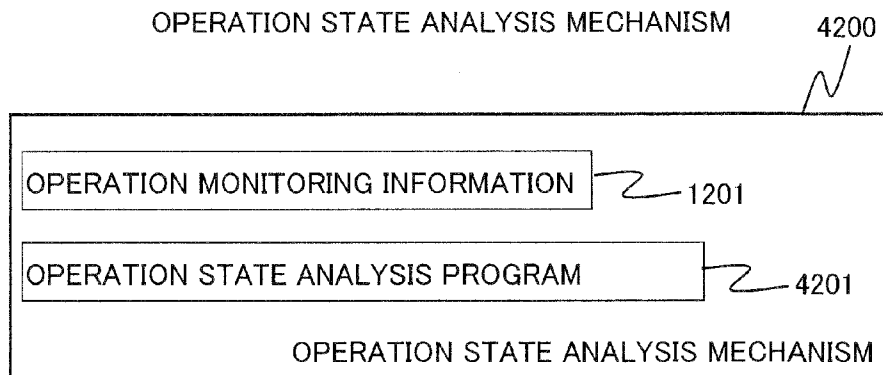 OPERATION STATE ANALYSIS MECHANISM
4200
OPERATION MONITORING INFORMATION
1201
OPERATION STATE ANALYSIS PROGRAM
4201
OPERATION STATE ANALYSIS MECHANISM